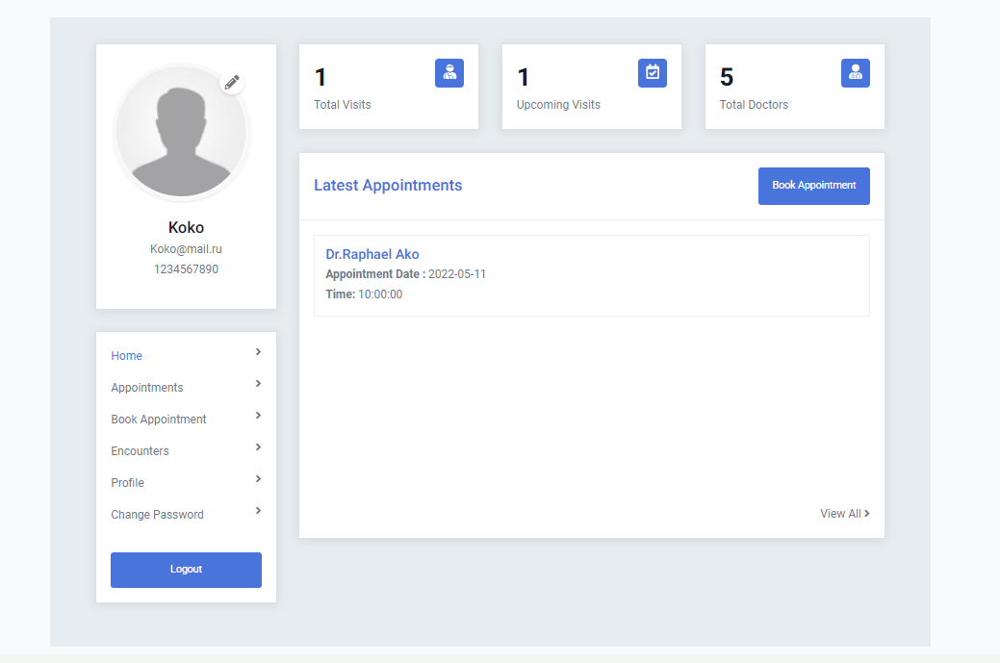 Koko
Koko@mail.ru
1234567890
Home
Appointments
Book Appointment
Encounters
Profile
Change Password
Logout
1
Total Visits
1
Upcoming Visits
5
Total Doctors
Latest Appointments
Book Appointment
Dr.Raphael Ako
Appointment Date : 2022-05-11
Time: 10:00:00
View All